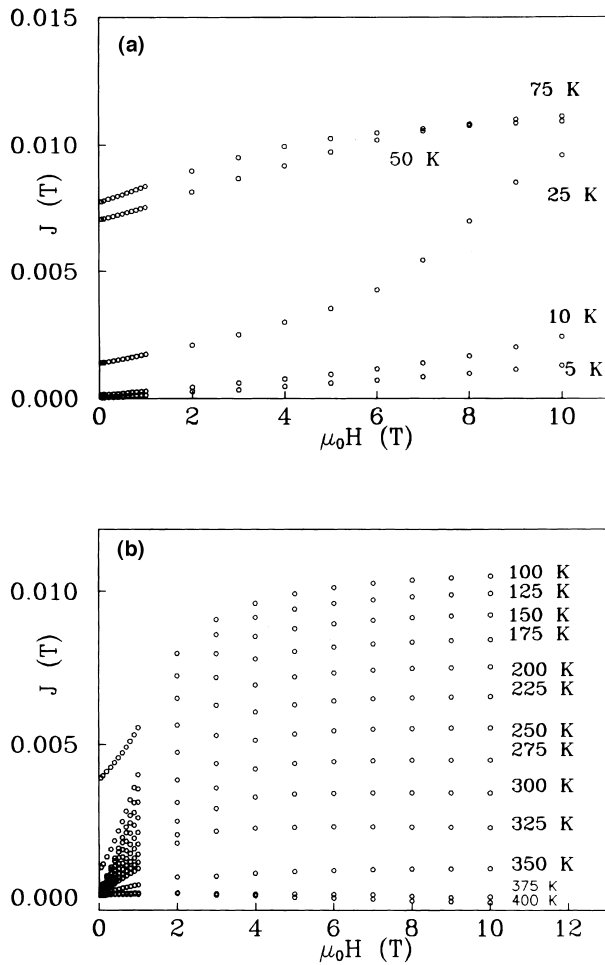 (a)
0.015
0.010
0.005
0.000
J (T)
75 K
50 K
25 K
10 K
5 K
0 2 4 6 8 10
μ₀H (T)
(b)
0.010
0.005
0.000
J (T)
100 K
125 K
150 K
175 K
200 K
225 K
250 K
275 K
300 K
325 K
350 K
375 K
400 K
0 2 4 6 8 10 12
μ₀H (T)